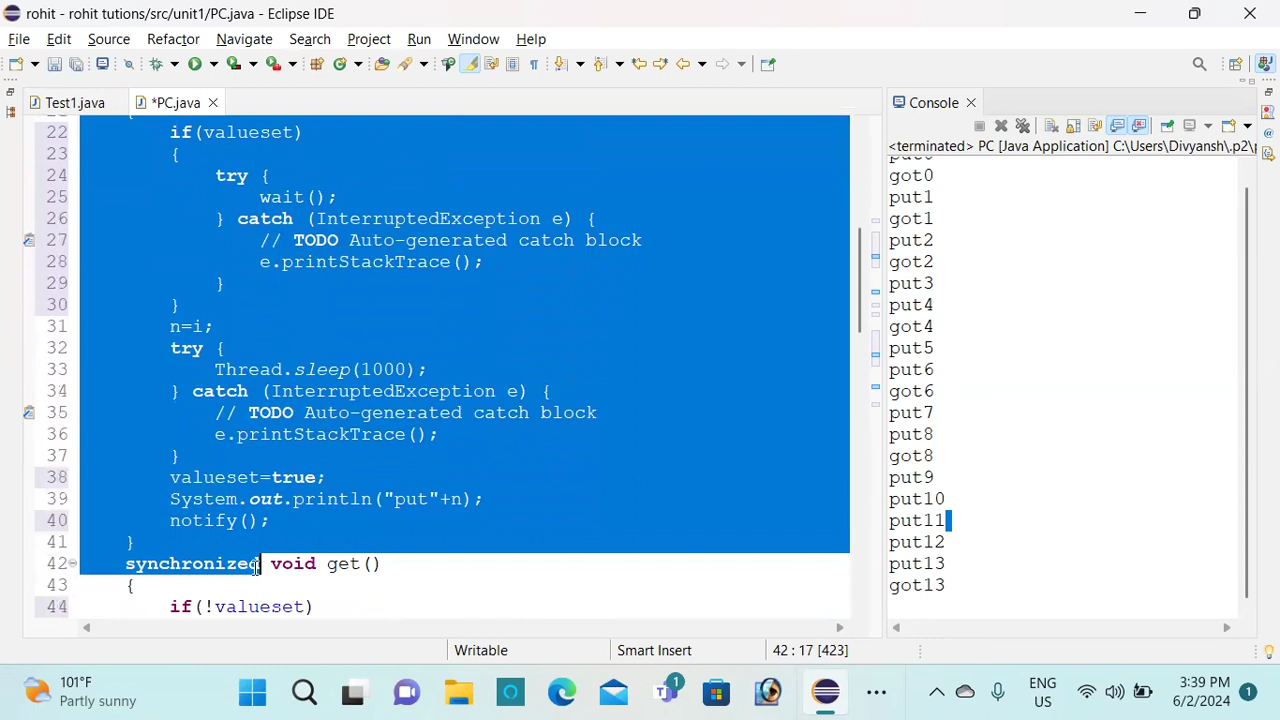 rohit - rohit tutions/src/unit1/PC.java - Eclipse IDE
File Edit Source Refactor Navigate Search Project Run Window Help
Test1.java *PC.java
22 if(valueset)
23 {
24 try {
25 wait();
26 } catch (InterruptedException e) {
27 // TODO Auto-generated catch block
28 e.printStackTrace();
29 }
30 }
31 n=i;
32 try {
33 Thread.sleep(1000);
34 } catch (InterruptedException e) {
35 // TODO Auto-generated catch block
36 e.printStackTrace();
37 }
38 valueset=true;
39 System.out.println("put"+n);
40 notify();
41 }
42 synchronized void get()
43 {
44 if(!valueset)
Console
<terminated> PC [Java Application] C:\Users\Divyansh\.p2\p
got0
put1
got1
put2
got2
put3
put4
got4
put5
put6
got6
put7
put8
got8
put9
put10
put11
put12
put13
got13
Writable Smart Insert 42 : 17 [423]
101°F
Partly sunny
1
ENG
US
3:39 PM
6/2/2024
1